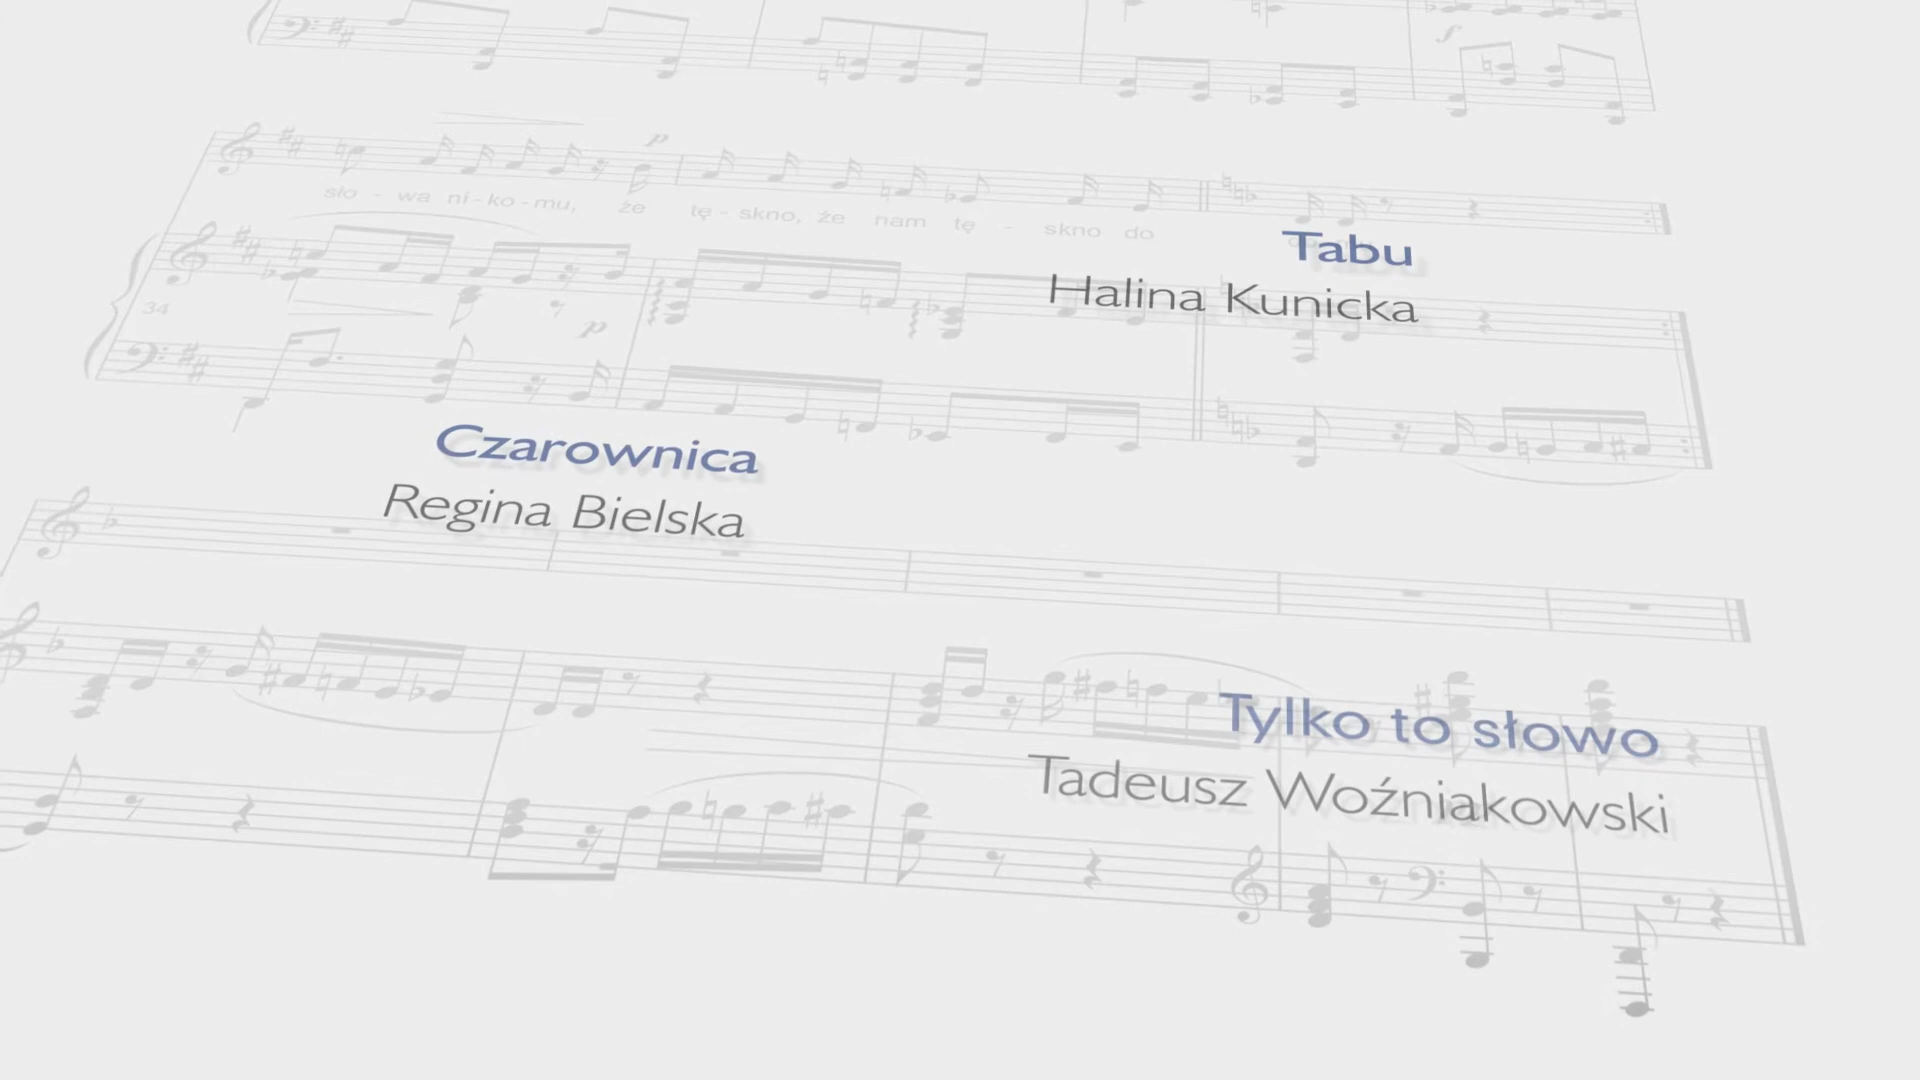 sło - wa ni - ko - mu, że tę - skno, że nam tę - skno do
Tabu
Halina Kunicka
34
Czarownica
Regina Bielska
Tylko to słowo
Tadeusz Woźniakowski